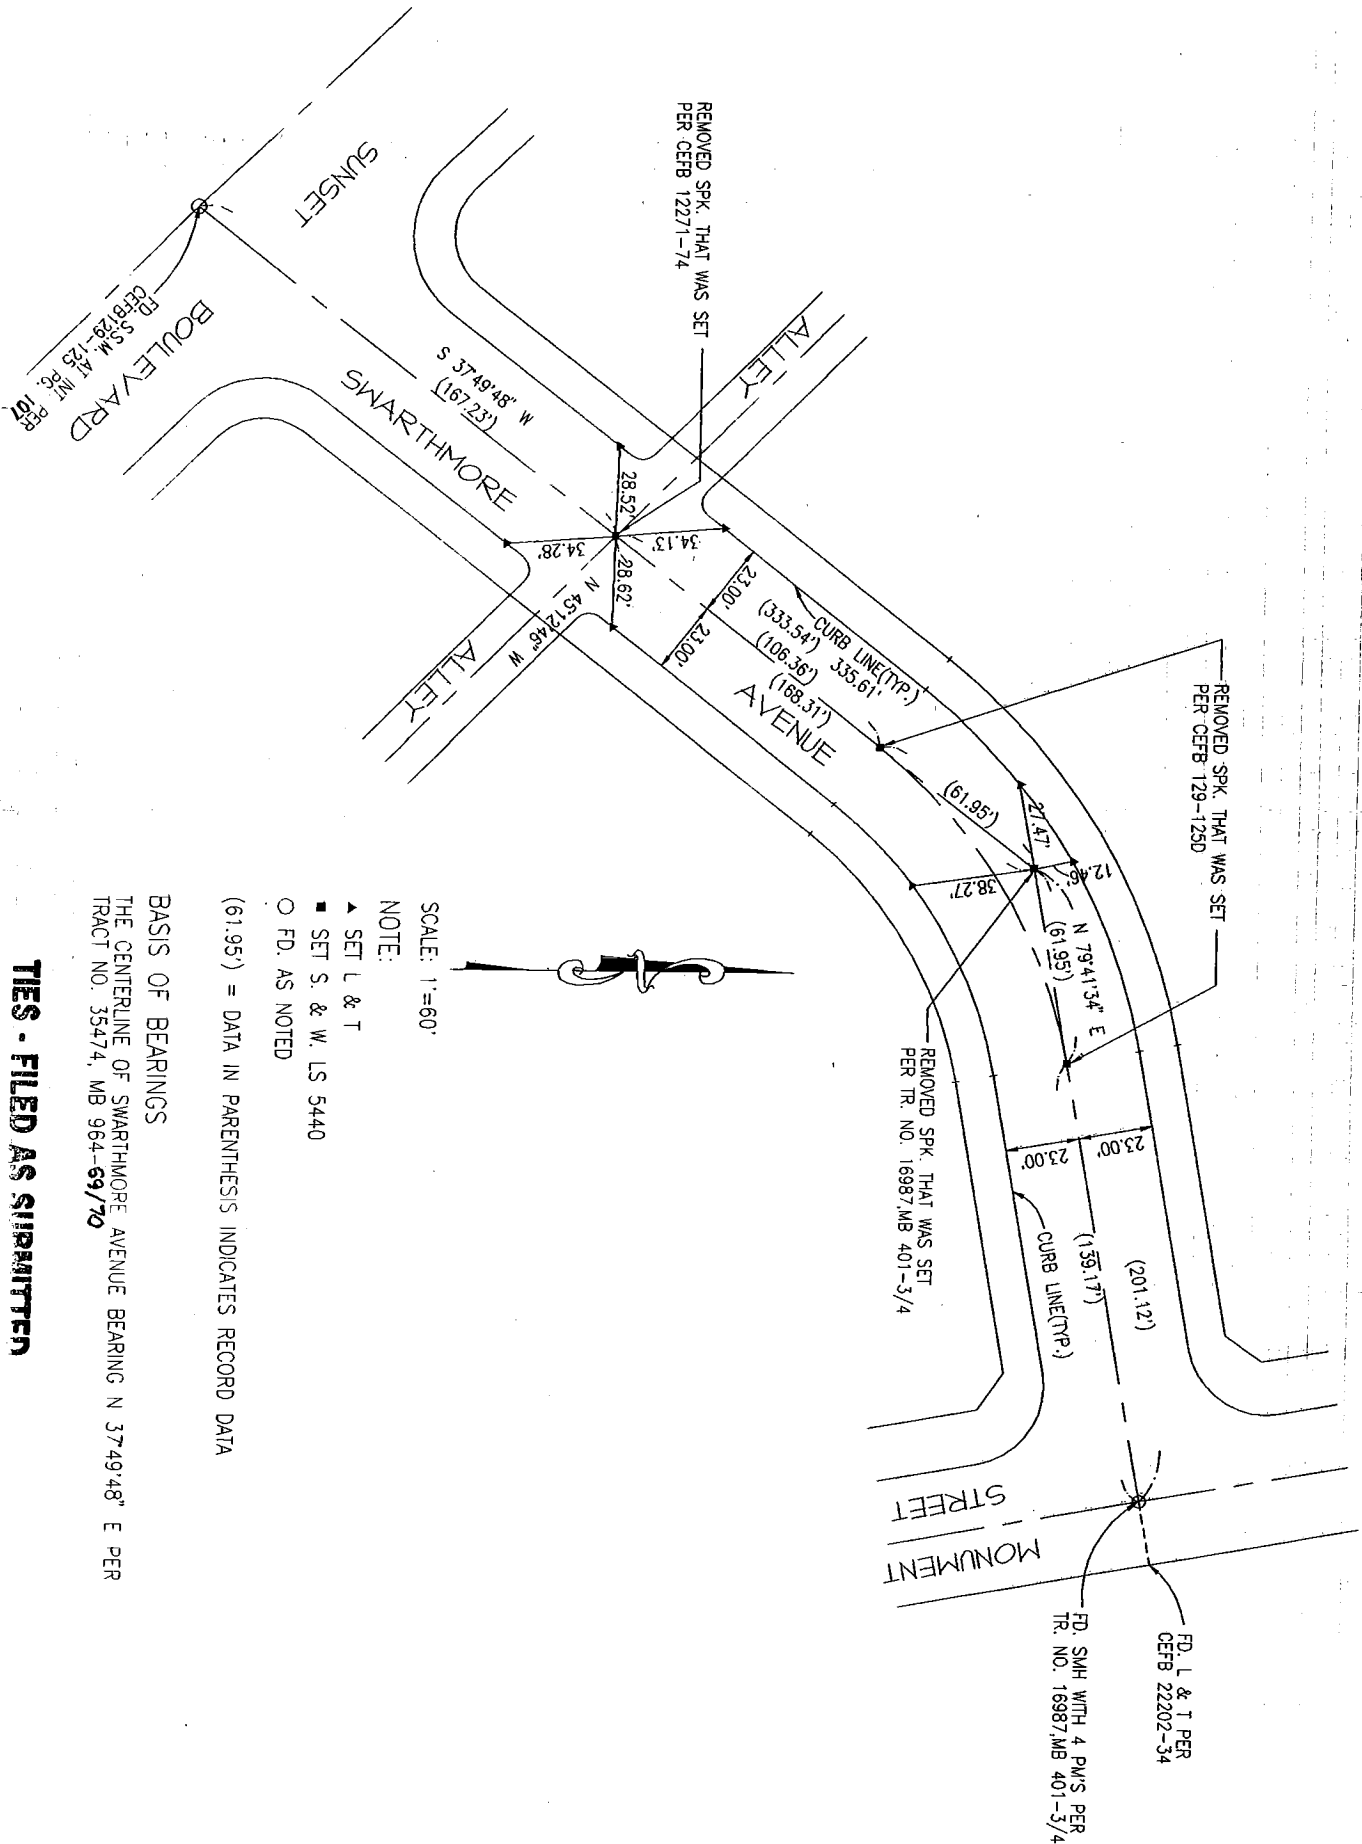 REMOVED SPK. THAT WAS SET
PER CEFB 12271-74
REMOVED SPK. THAT WAS SET
PER CEFB 129-125D
REMOVED SPK. THAT WAS SET
PER TR. NO. 16987,MB 401-3/4
FD. L & T PER
CEFB 22202-34
FD. SMH WITH 4 PM'S PER
TR. NO. 16987,MB 401-3/4
SUNSET
BOULEVARD
FD. S.S.M. AT INT. PER
CEFB129-125 PG. 107
S 37°49'48" W
(167.23')
SWARTHMORE
AVENUE
ALLEY
ALLEY
28.52'
34.13'
34.28'
28.62'
N 45°12'46" W
23.00'
23.00'
CURB LINE(TYP.)
(333.54') 335.61'
(106.36')
(168.31')
(61.95')
27.47'
12.46'
38.27'
N 79°41'34" E
(61.95')
23.00'
23.00'
(201.12')
(139.17')
CURB LINE(TYP.)
STREET
MONUMENT
SCALE: 1"=60'
NOTE:
▲ SET L & T
■ SET S. & W. LS 5440
○ FD. AS NOTED
(61.95') = DATA IN PARENTHESIS INDICATES RECORD DATA
BASIS OF BEARINGS
THE CENTERLINE OF SWARTHMORE AVENUE BEARING N 37°49'48" E PER
TRACT NO. 35474, MB 964-69/70
TIES - FILED AS SUBMITTED